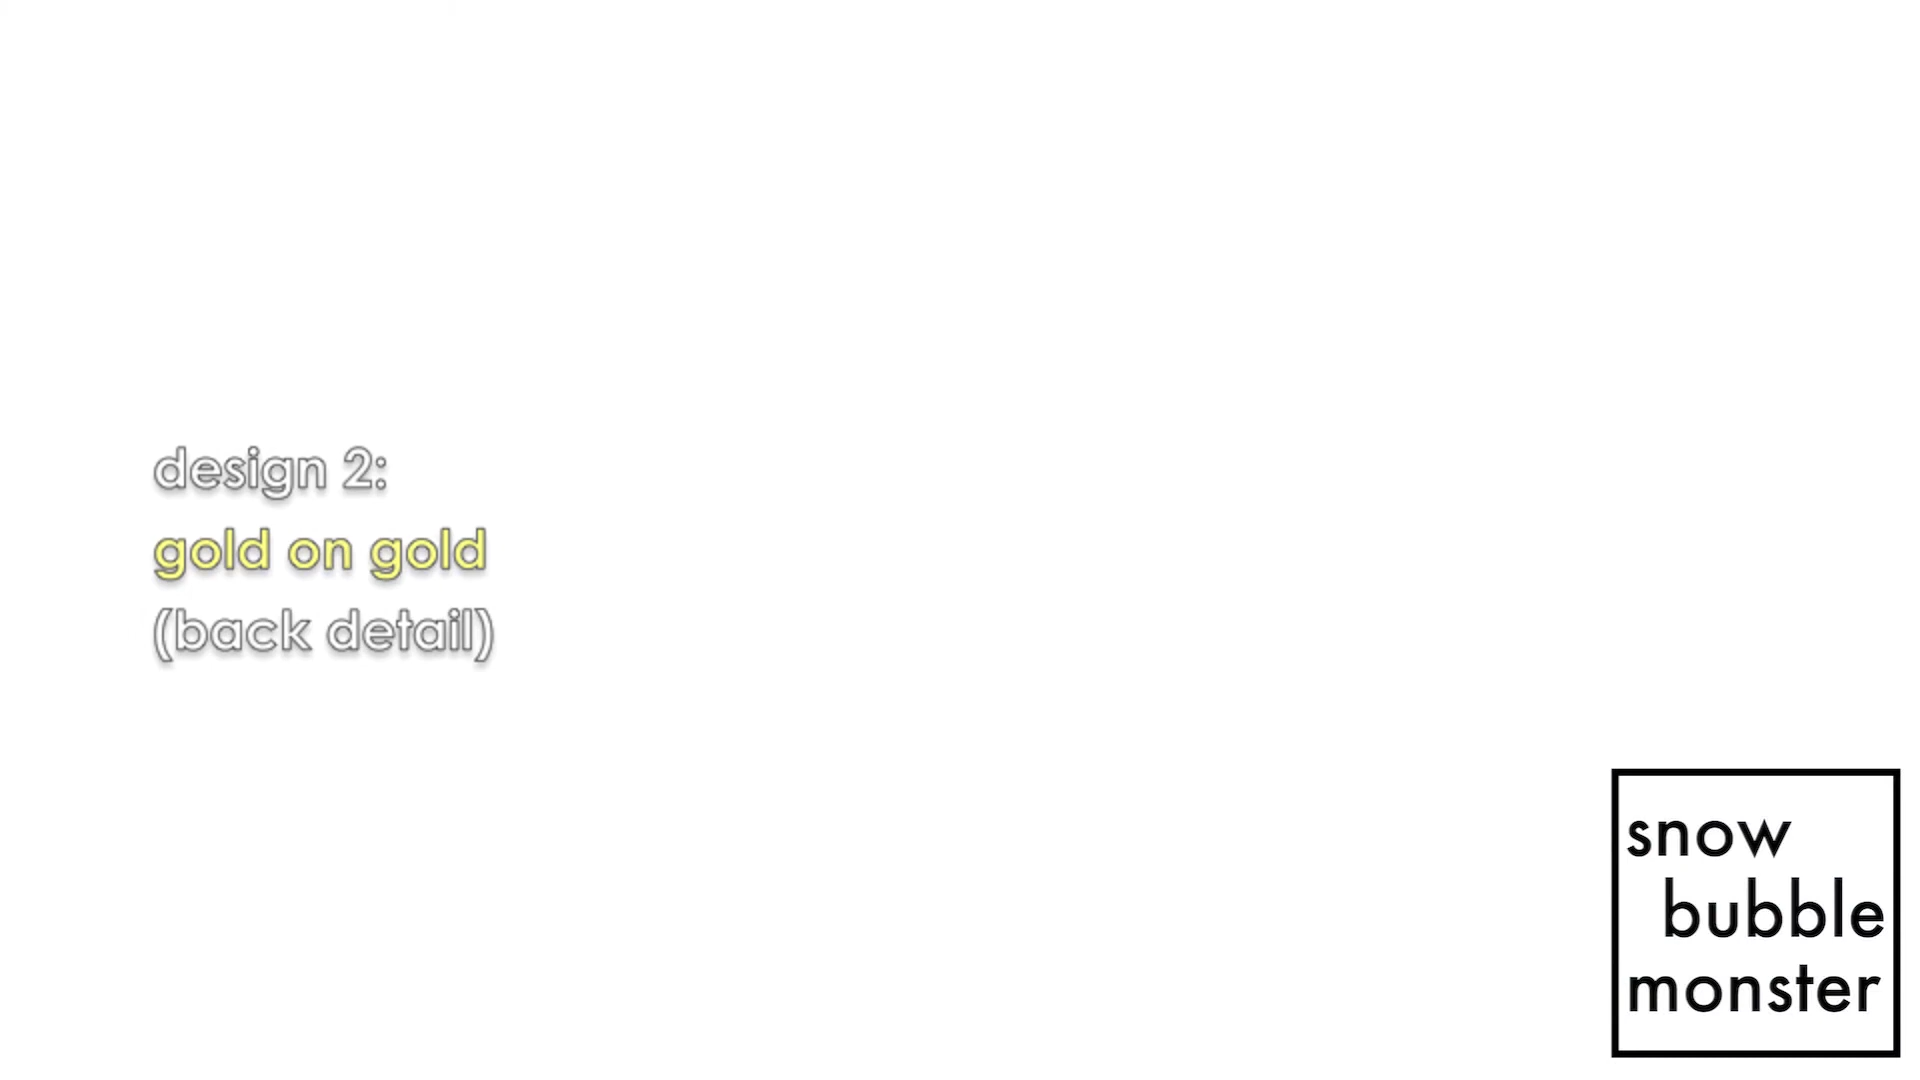 design 2:
gold on gold
(back detail)
snow
bubble
monster